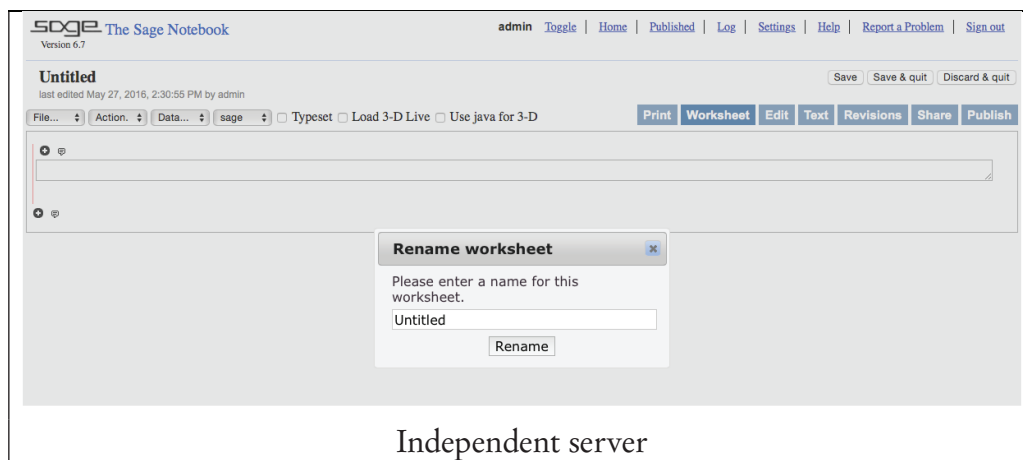 sage The Sage Notebook
Version 6.7
admin Toggle | Home | Published | Log | Settings | Help | Report a Problem | Sign out
Untitled
Save Save & quit Discard & quit
last edited May 27, 2016, 2:30:55 PM by admin
File... Action. Data... sage Typeset Load 3-D Live Use java for 3-D Print Worksheet Edit Text Revisions Share Publish
Rename worksheet
Please enter a name for this
worksheet.
Untitled
Rename
Independent server